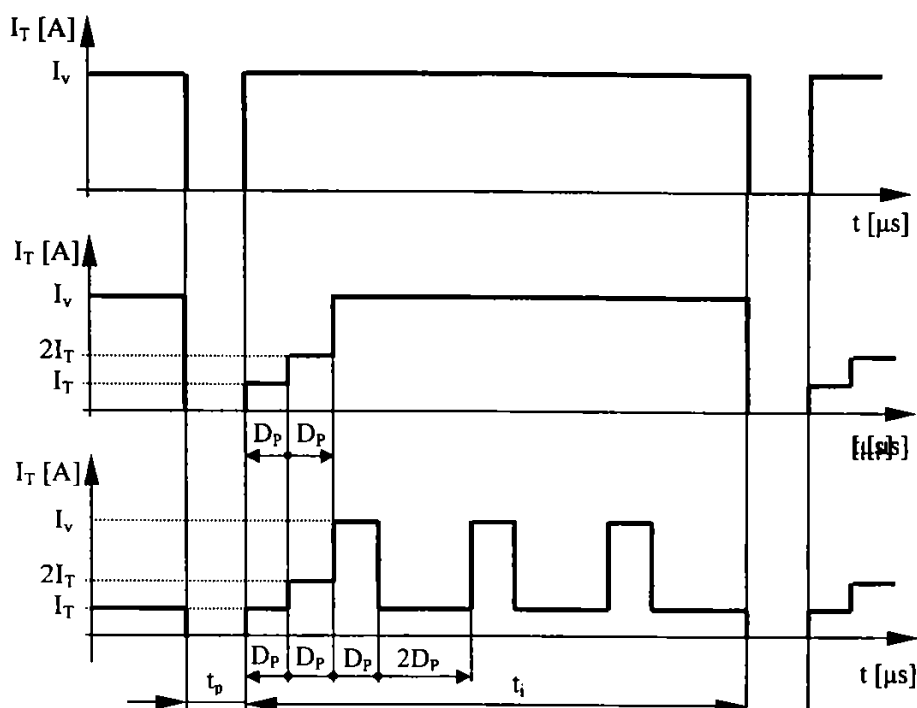 I_T [A]
I_v
t [μs]
I_T [A]
I_v
2I_T
I_T
D_P D_P
I_T [A]
I_v
2I_T
I_T
D_P D_P D_P 2D_P
t [μs]
t_p t_i